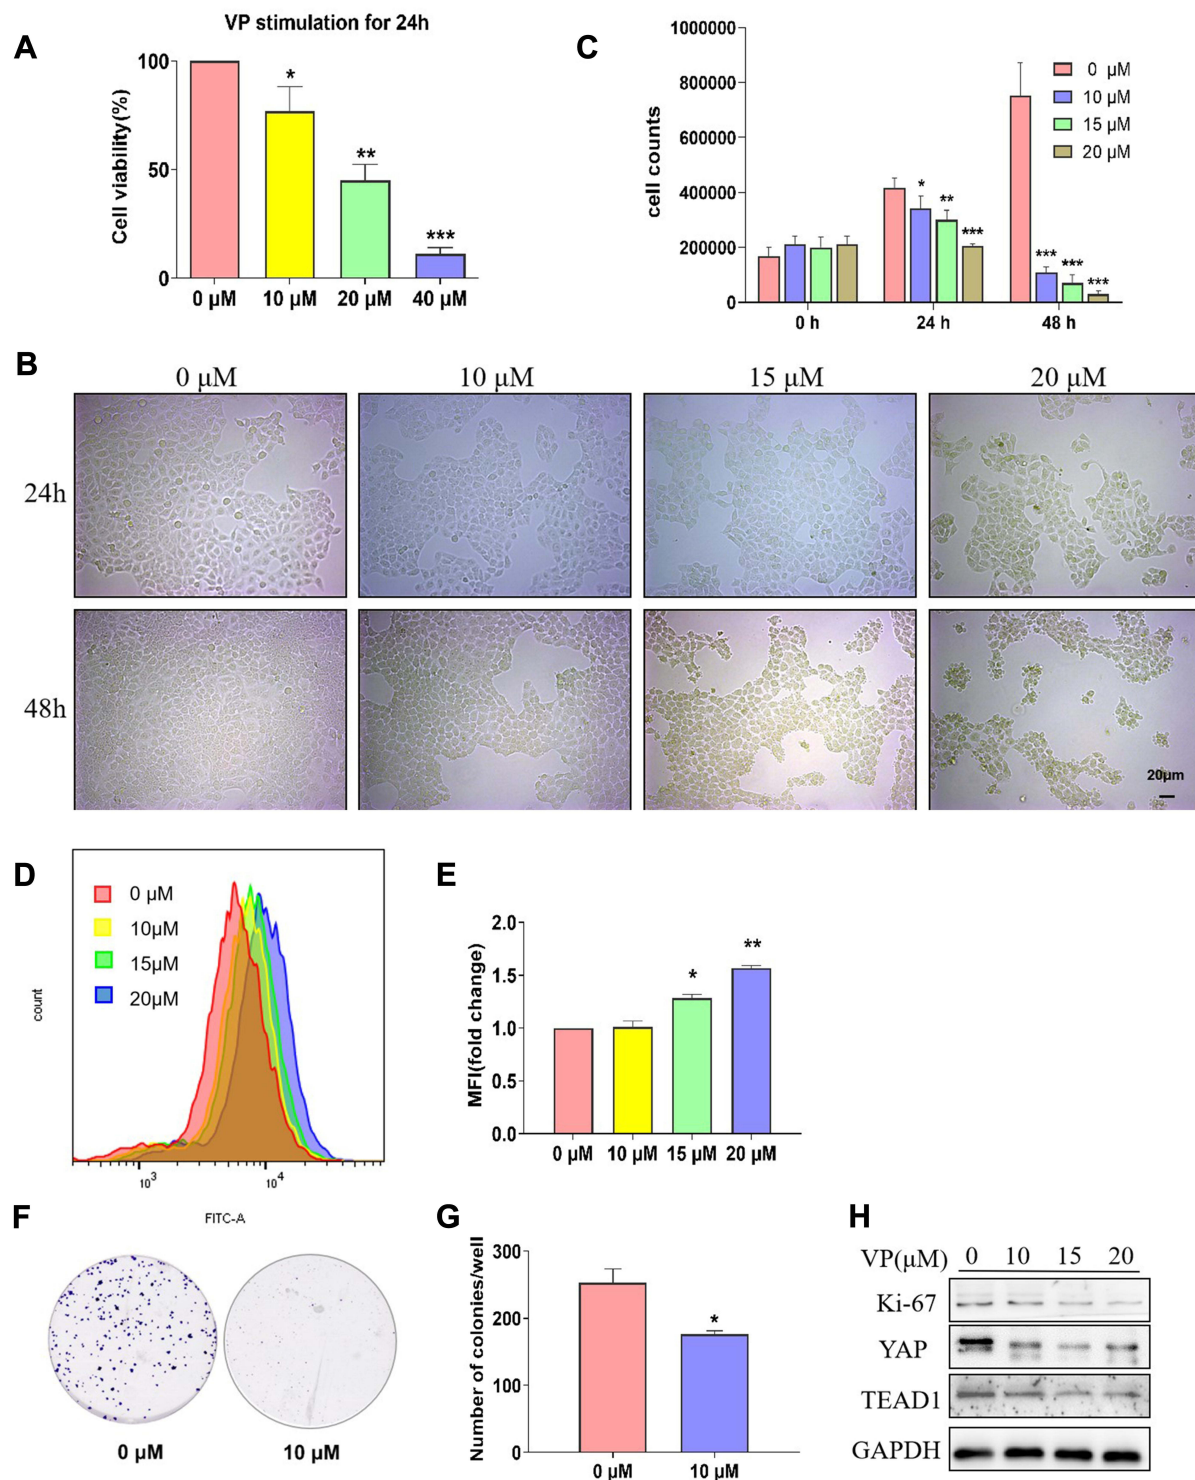 A
VP stimulation for 24h
Cell viability(%)
100
50
0
*
**
***
0 μM
10 μM
20 μM
40 μM
C
cell counts
1000000
800000
600000
400000
200000
0
0 μM
10 μM
15 μM
20 μM
*
**
***
***
***
***
0 h
24 h
48 h
B
0 μM
10 μM
15 μM
20 μM
24h
48h
20μm
D
0 μM
10μM
15μM
20μM
count
10³
10⁴
FITC-A
E
MFI(fold change)
2.0
1.5
1.0
0.5
0.0
*
**
0 μM
10 μM
15 μM
20 μM
F
0 μM
10 μM
G
Number of colonies/well
300
200
100
0
*
0 μM
10 μM
H
VP(μM) 0 10 15 20
Ki-67
YAP
TEAD1
GAPDH